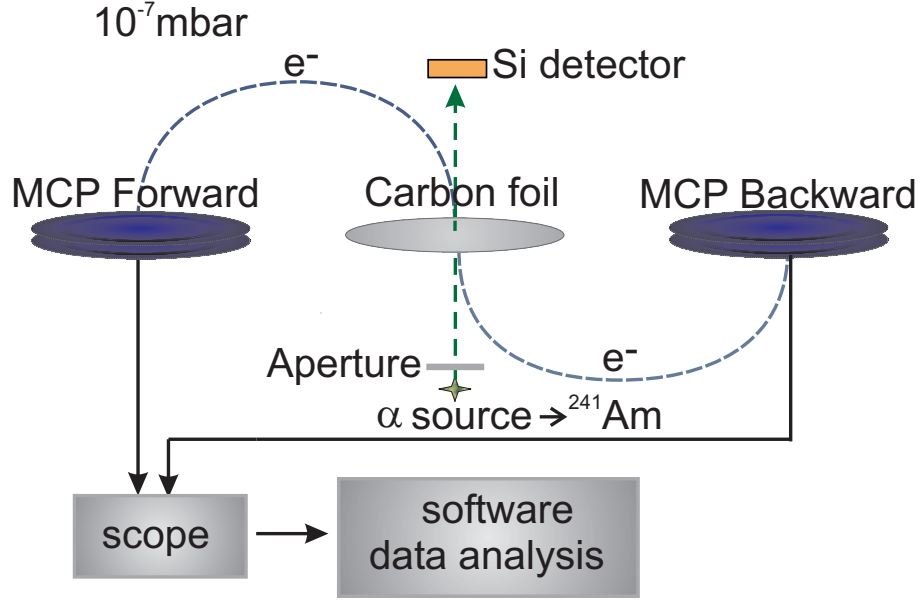 10⁻⁷mbar
e⁻
Si detector
MCP Forward
Carbon foil
MCP Backward
Aperture
e⁻
α source → ²⁴¹Am
scope
software
data analysis